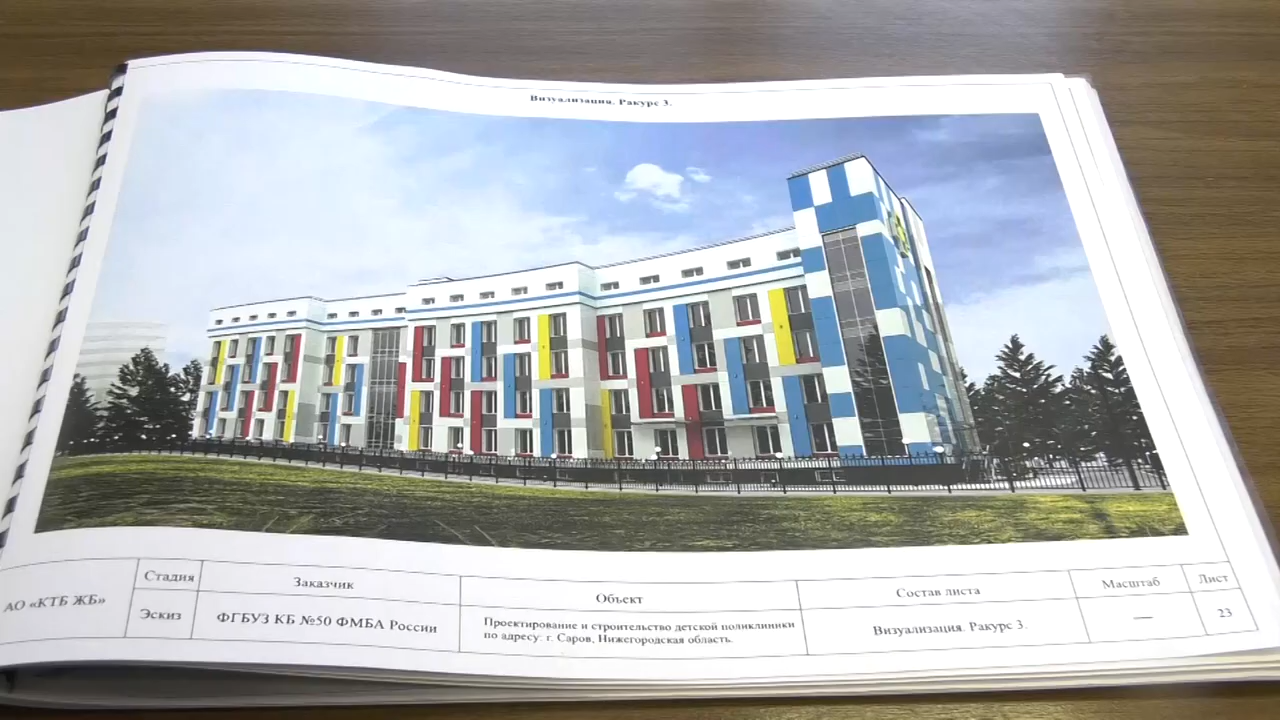 Визуализация. Ракурс 3.
АО «КТБ ЖБ»
Стадия
Эскиз
Заказчик
ФГБУЗ КБ №50 ФМБА России
Объект
Проектирование и строительство детской поликлиники
по адресу: г. Саров, Нижегородская область.
Состав листа
Визуализация. Ракурс 3.
Масштаб
—
Лист
23